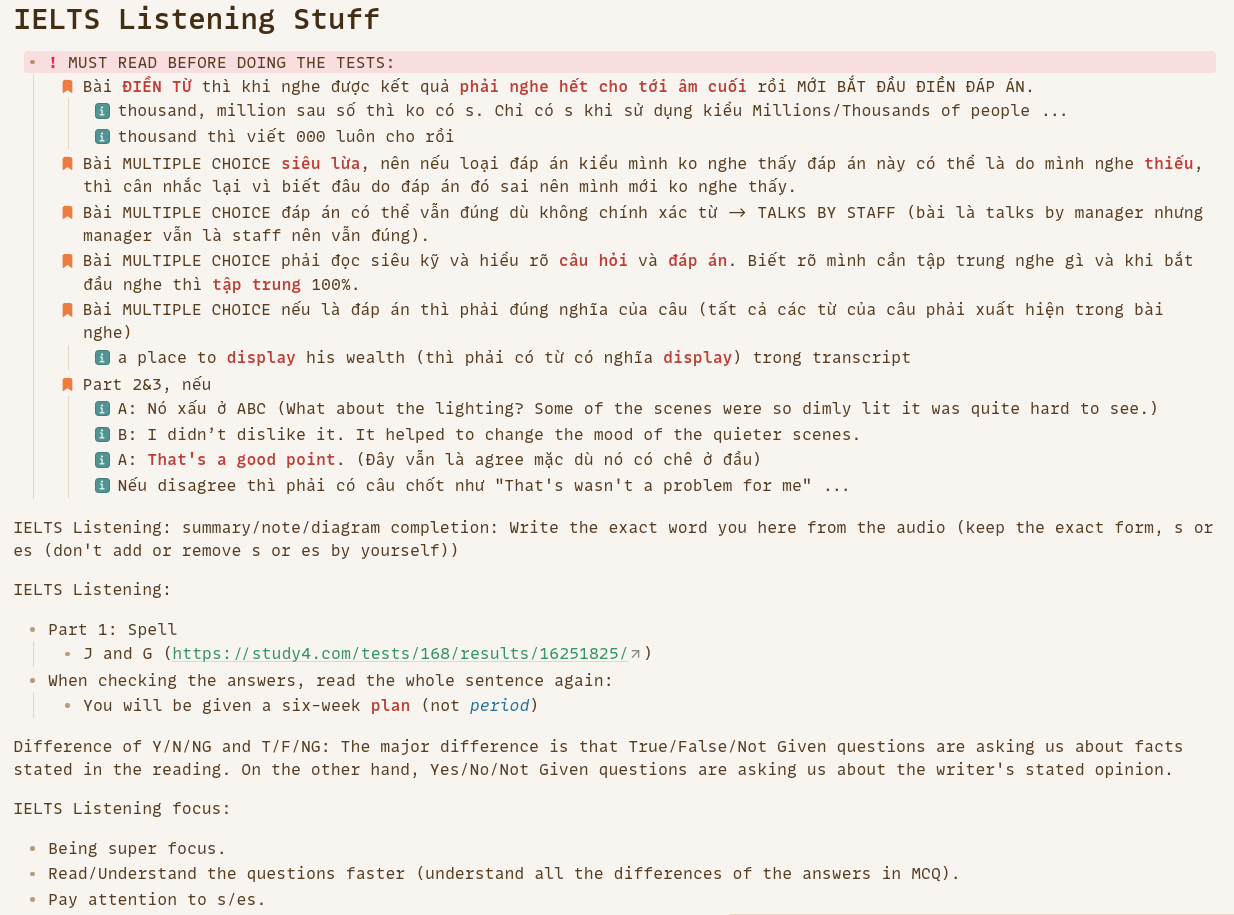 IELTS Listening Stuff
! MUST READ BEFORE DOING THE TESTS:
Bài ĐIỀN TỪ thì khi nghe được kết quả phải nghe hết cho tới âm cuối rồi MỚI BẮT ĐẦU ĐIỀN ĐÁP ÁN.
thousand, million sau số thì ko có s. Chỉ có s khi sử dụng kiểu Millions/Thousands of people ...
thousand thì viết 000 luôn cho rồi
Bài MULTIPLE CHOICE siêu lừa, nên nếu loại đáp án kiểu mình ko nghe thấy đáp án này có thể là do mình nghe thiếu,
thì cân nhắc lại vì biết đâu do đáp án đó sai nên mình mới ko nghe thấy.
Bài MULTIPLE CHOICE đáp án có thể vẫn đúng dù không chính xác từ -> TALKS BY STAFF (bài là talks by manager nhưng
manager vẫn là staff nên vẫn đúng).
Bài MULTIPLE CHOICE phải đọc siêu kỹ và hiểu rõ câu hỏi và đáp án. Biết rõ mình cần tập trung nghe gì và khi bắt
đầu nghe thì tập trung 100%.
Bài MULTIPLE CHOICE nếu là đáp án thì phải đúng nghĩa của câu (tất cả các từ của câu phải xuất hiện trong bài
nghe)
a place to display his wealth (thì phải có từ có nghĩa display) trong transcript
Part 2&3, nếu
A: Nó xấu ở ABC (What about the lighting? Some of the scenes were so dimly lit it was quite hard to see.)
B: I didn’t dislike it. It helped to change the mood of the quieter scenes.
A: That's a good point. (Đây vẫn là agree mặc dù nó có chê ở đầu)
Nếu disagree thì phải có câu chốt như "That's wasn't a problem for me" ...
IELTS Listening: summary/note/diagram completion: Write the exact word you here from the audio (keep the exact form, s or
es (don't add or remove s or es by yourself))
IELTS Listening:
Part 1: Spell
J and G (https://study4.com/tests/168/results/16251825/)
When checking the answers, read the whole sentence again:
You will be given a six-week plan (not period)
Difference of Y/N/NG and T/F/NG: The major difference is that True/False/Not Given questions are asking us about facts
stated in the reading. On the other hand, Yes/No/Not Given questions are asking us about the writer's stated opinion.
IELTS Listening focus:
Being super focus.
Read/Understand the questions faster (understand all the differences of the answers in MCQ).
Pay attention to s/es.